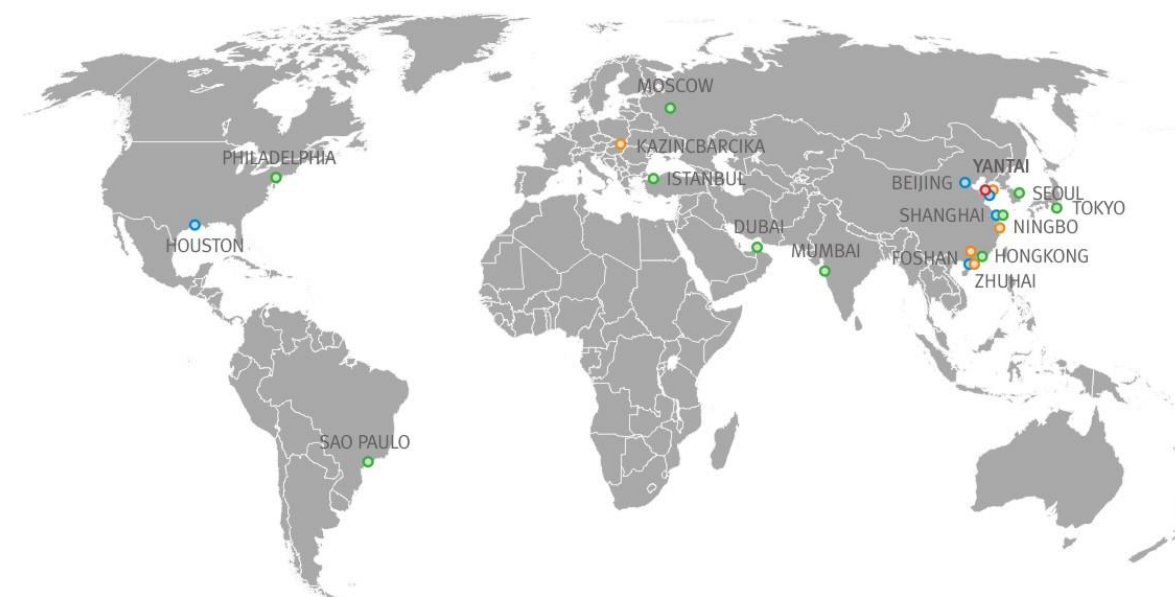 MOSCOW
PHILADELPHIA
KAZINCBARCIKA
YANTAI
BEIJING
ISTANBUL
SEOUL
TOKYO
SHANGHAI
NINGBO
HOUSTON
DUBAI
MUMBAI
FOSHAN
HONGKONG
ZHUHAI
SAO PAULO